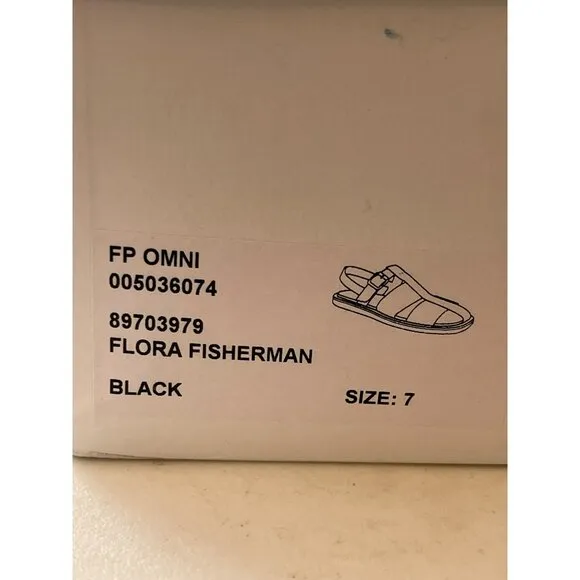 FP OMNI
005036074
89703979
FLORA FISHERMAN
BLACK SIZE: 7